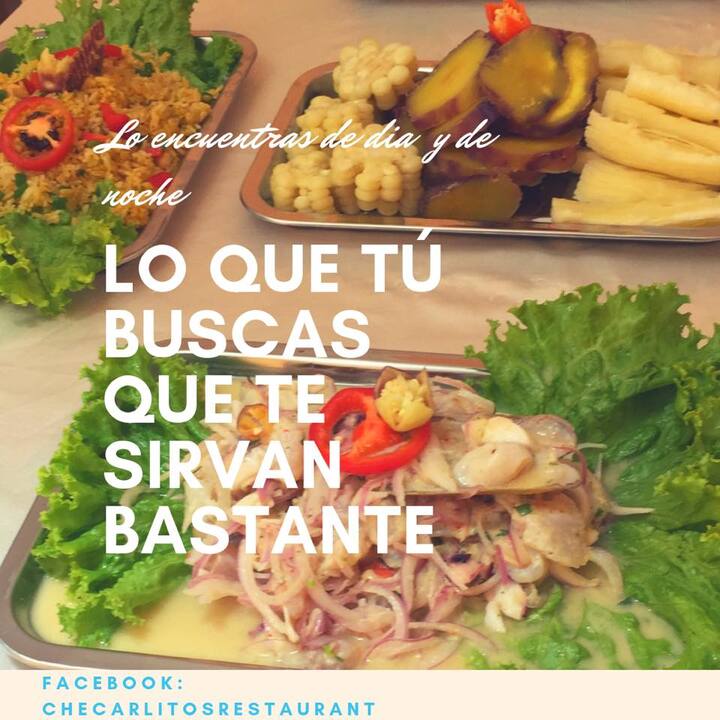 Lo encuentras de dia y de
noche
LO QUE TÚ
BUSCAS
QUE TE
SIRVAN
BASTANTE
FACEBOOK:
CHECARLITOSRESTAURANT